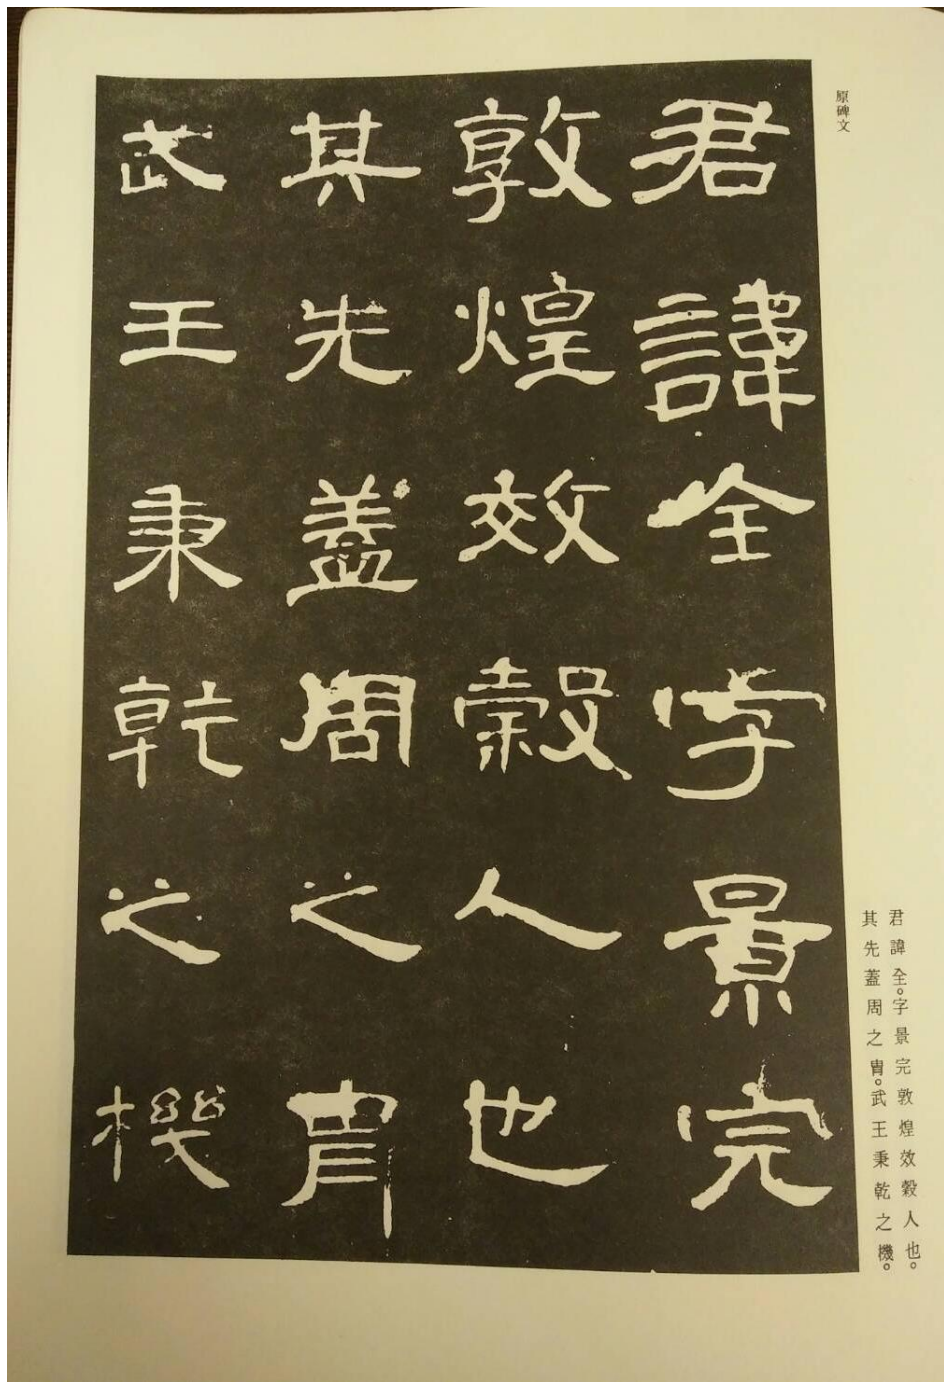 原碑文
君諱全字景完
敦煌效穀人也
其先蓋周之胄
武王秉乾之機
君諱全。字景完敦煌效穀人也。
其先蓋周之胄。武王秉乾之機。